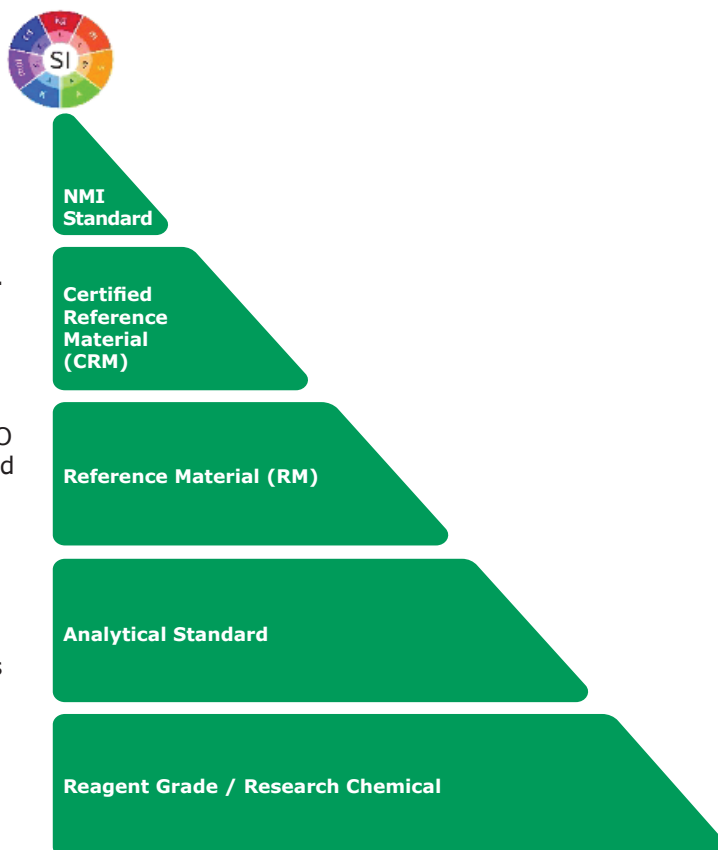 SI
NMI
Standard
.
Certified
Reference
Material
(CRM)
O
d
Reference Material (RM)
Analytical Standard
s
Reagent Grade / Research Chemical